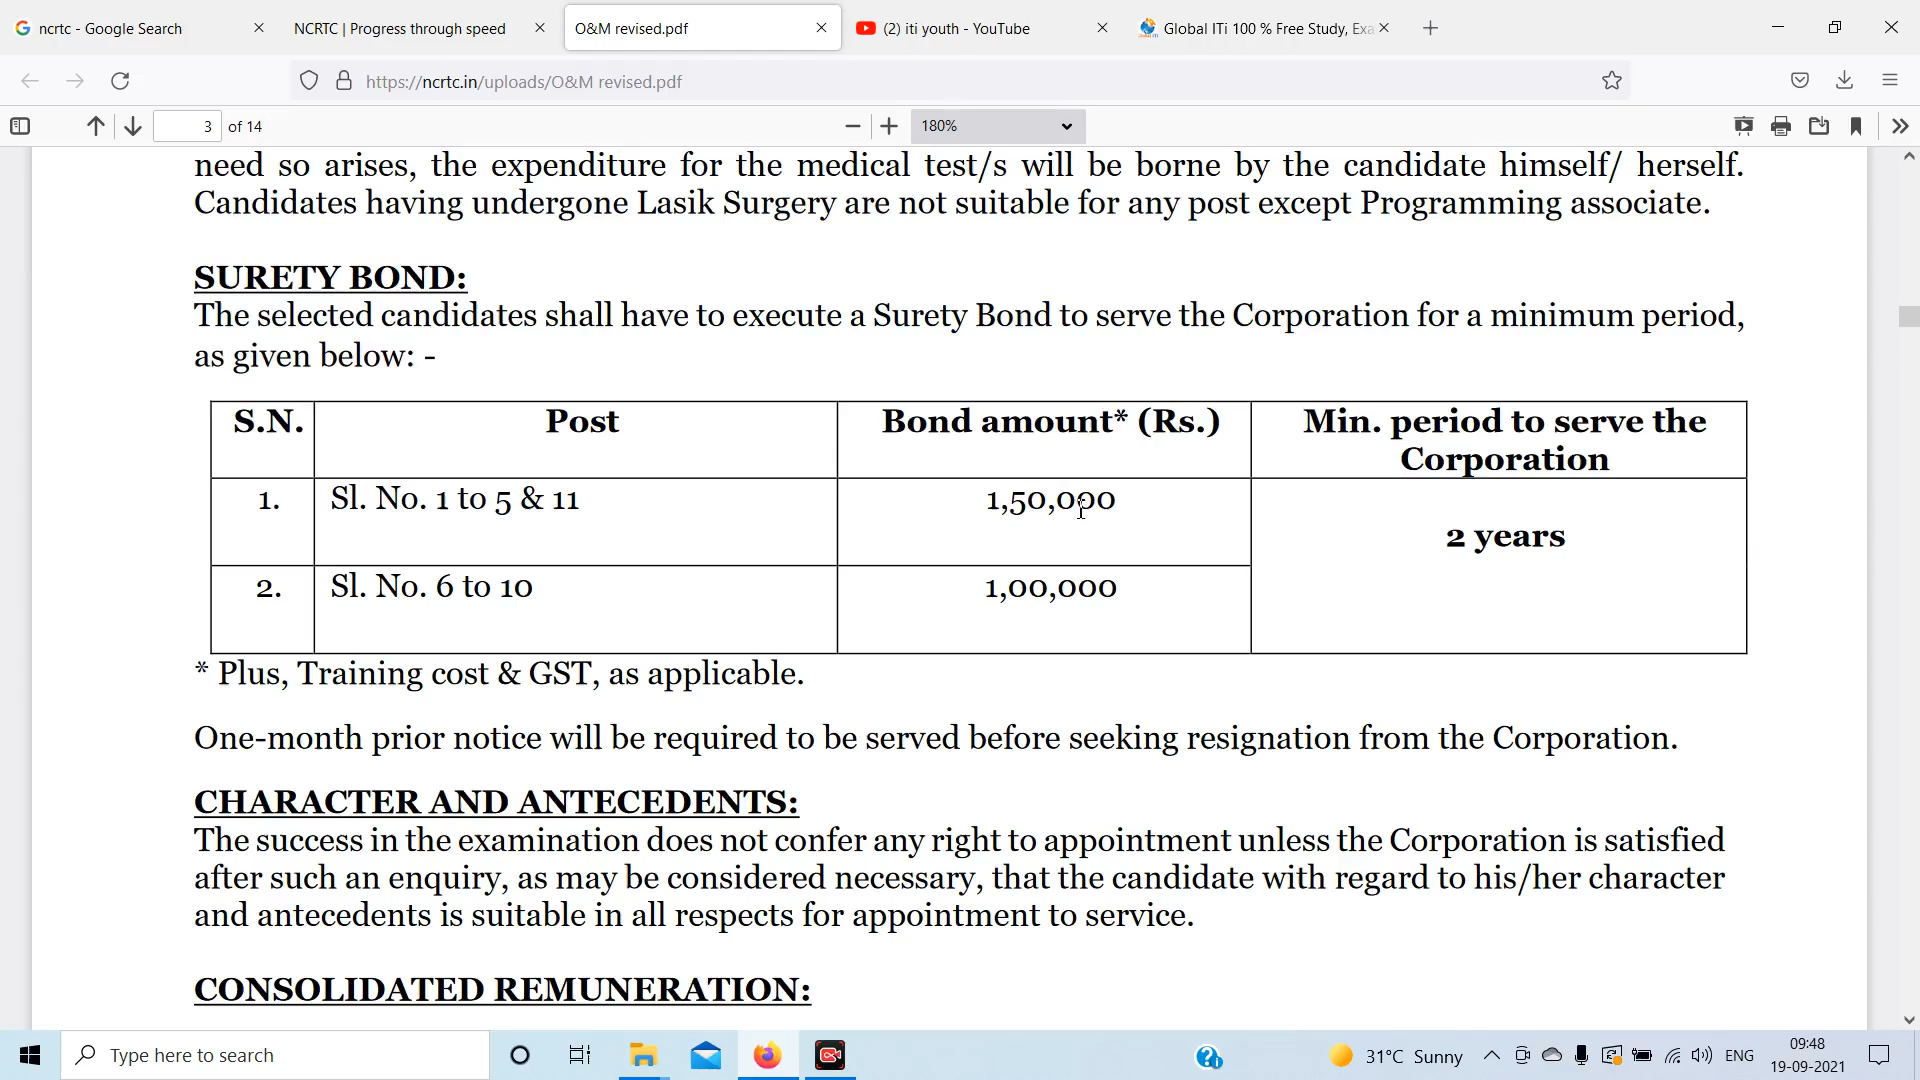 ncrtc - Google Search
NCRTC | Progress through speed
O&M revised.pdf
(2) iti youth - YouTube
Global ITi 100 % Free Study, Exa
https://ncrtc.in/uploads/O&M revised.pdf
3 of 14
180%
need so arises, the expenditure for the medical test/s will be borne by the candidate himself/ herself.
Candidates having undergone Lasik Surgery are not suitable for any post except Programming associate.
SURETY BOND:
The selected candidates shall have to execute a Surety Bond to serve the Corporation for a minimum period,
as given below: -
S.N. Post Bond amount* (Rs.) Min. period to serve the
Corporation
1. Sl. No. 1 to 5 & 11 1,50,000
2 years
2. Sl. No. 6 to 10 1,00,000
* Plus, Training cost & GST, as applicable.
One-month prior notice will be required to be served before seeking resignation from the Corporation.
CHARACTER AND ANTECEDENTS:
The success in the examination does not confer any right to appointment unless the Corporation is satisfied
after such an enquiry, as may be considered necessary, that the candidate with regard to his/her character
and antecedents is suitable in all respects for appointment to service.
CONSOLIDATED REMUNERATION:
Type here to search
31°C Sunny
ENG
09:48
19-09-2021